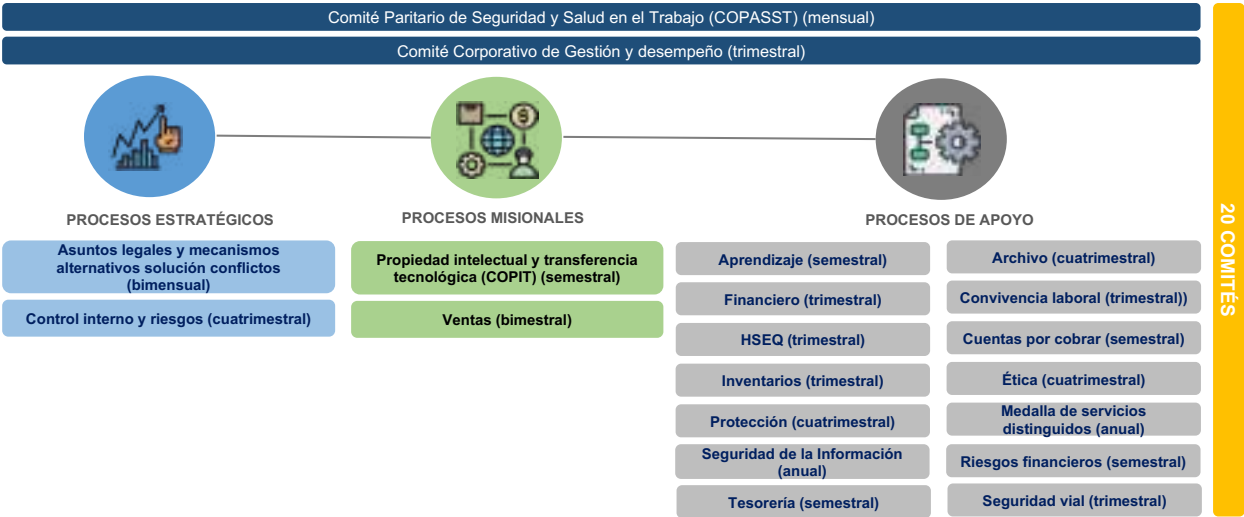 Comité Paritario de Seguridad y Salud en el Trabajo (COPASST) (mensual)
Comité Corporativo de Gestión y desempeño (trimestral)
PROCESOS ESTRATÉGICOS
Asuntos legales y mecanismos
alternativos solución conflictos
(bimensual)
Control interno y riesgos (cuatrimestral)
PROCESOS MISIONALES
Propiedad intelectual y transferencia
tecnológica (COPIT) (semestral)
Ventas (bimestral)
PROCESOS DE APOYO
Aprendizaje (semestral)
Financiero (trimestral)
HSEQ (trimestral)
Inventarios (trimestral)
Protección (cuatrimestral)
Seguridad de la Información
(anual)
Tesorería (semestral)
Archivo (cuatrimestral)
Convivencia laboral (trimestral))
Cuentas por cobrar (semestral)
Ética (cuatrimestral)
Medalla de servicios
distinguidos (anual)
Riesgos financieros (semestral)
Seguridad vial (trimestral)
20 COMITÉS